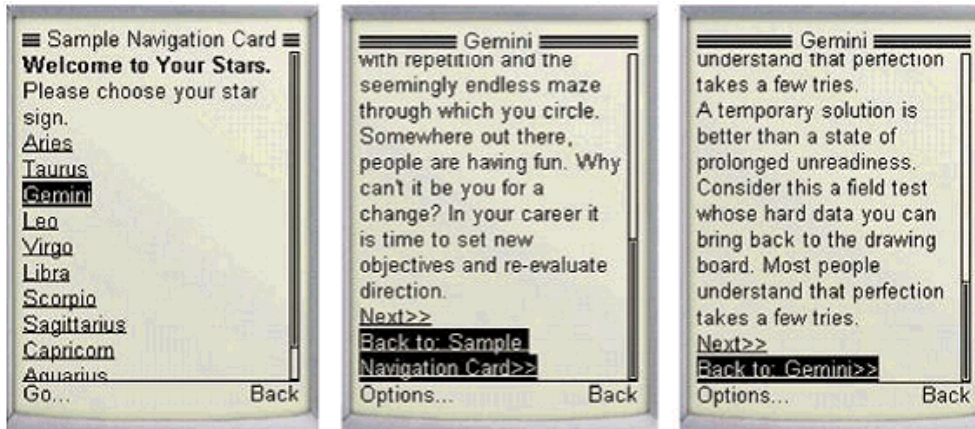 Sample Navigation Card
Welcome to Your Stars.
Please choose your star
sign.
Aries
Taurus
Gemini
Leo
Virgo
Libra
Scorpio
Sagittarius
Capricorn
Aquarius
Go... Back
Gemini
with repetition and the
seemingly endless maze
through which you circle.
Somewhere out there,
people are having fun. Why
can't it be you for a
change? In your career it
is time to set new
objectives and re-evaluate
direction.
Next>>
Back to: Sample
Navigation Card>>
Options... Back
Gemini
understand that perfection
takes a few tries.
A temporary solution is
better than a state of
prolonged unreadiness.
Consider this a field test
whose hard data you can
bring back to the drawing
board. Most people
understand that perfection
takes a few tries.
Next>>
Back to: Gemini>>
Options... Back